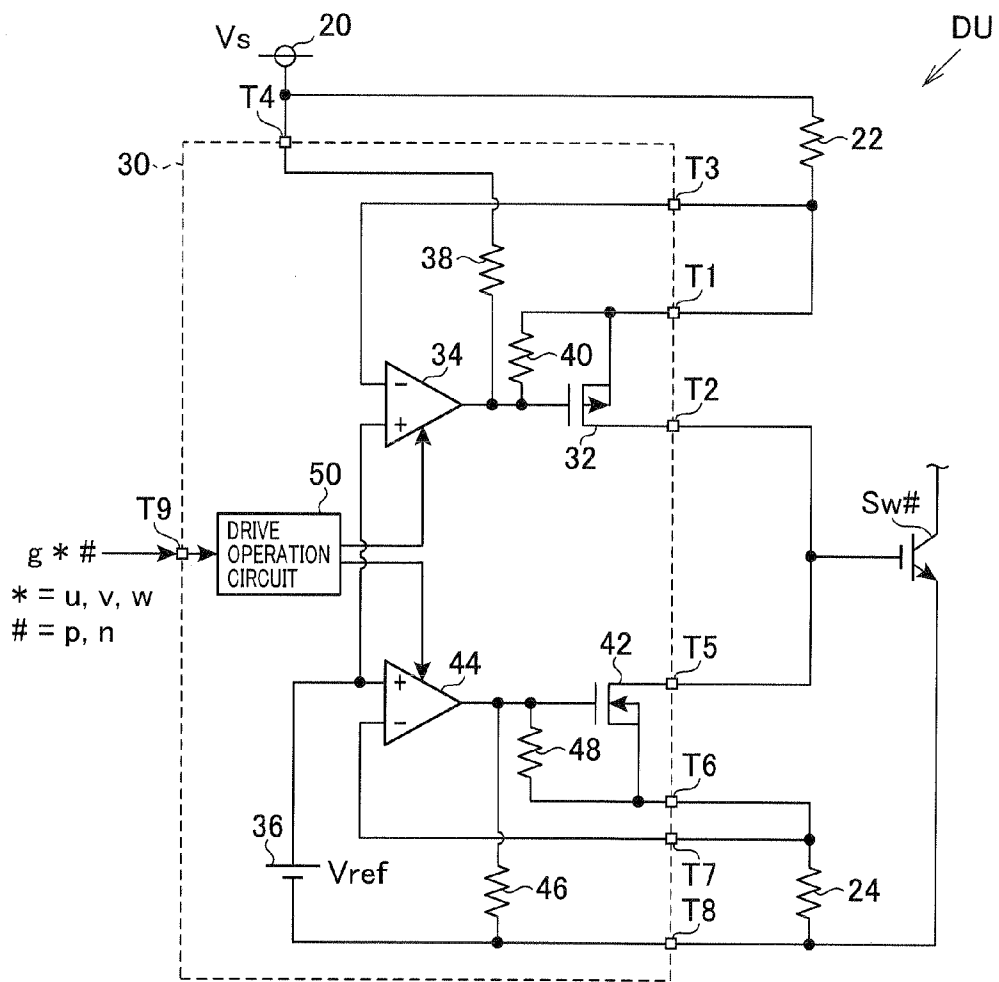 DU
Vs
20
T4
22
30
T3
38
T1
34
40
T2
−
+
32
50
Sw#
T9
DRIVE
OPERATION
CIRCUIT
g * #
* = u, v, w
# = p, n
42
T5
44
+
−
48
T6
36
Vref
T7
46
24
T8